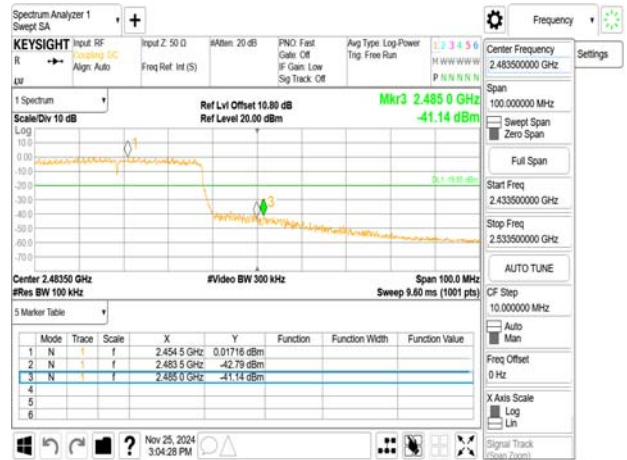 Spectrum Analyzer 1
Swept SA
Frequency
KEYSIGHT
Input: RF
Coupling: DC
Align: Auto
Input Z: 50 Ω
Freq Ref: Int (S)
#Atten: 20 dB
PNO: Fast
Gate: Off
IF Gain: Low
Sig Track: Off
Avg Type: Log-Power
Trig: Free Run
1 2 3 4 5 6
M W W W W W
P N N N N N
R
Center Frequency
2.483500000 GHz
Settings
Span
100.000000 MHz
Swept Span
Zero Span
Full Span
Start Freq
2.433500000 GHz
Stop Freq
2.533500000 GHz
AUTO TUNE
CF Step
10.000000 MHz
Auto
Man
Freq Offset
0 Hz
X Axis Scale
Log
Lin
Signal Track
(Span Zoom)
1 Spectrum
Scale/Div 10 dB
Ref Lvl Offset 10.80 dB
Ref Level 20.00 dBm
Mkr3 2.485 0 GHz
-41.14 dBm
Log
10.0
0.00
-10.0
-20.0
-30.0
-40.0
-50.0
-60.0
-70.0
1
3
Center 2.48350 GHz
#Res BW 100 kHz
#Video BW 300 kHz
Span 100.0 MHz
Sweep 9.60 ms (1001 pts)
5 Marker Table
Mode Trace Scale X Y Function Function Width Function Value
1 N 1 f 2.454 5 GHz 0.01716 dBm
2 N 1 f 2.483 5 GHz -42.79 dBm
3 N 1 f 2.485 0 GHz -41.14 dBm
4
5
6
?
Nov 25, 2024
3:04:28 PM